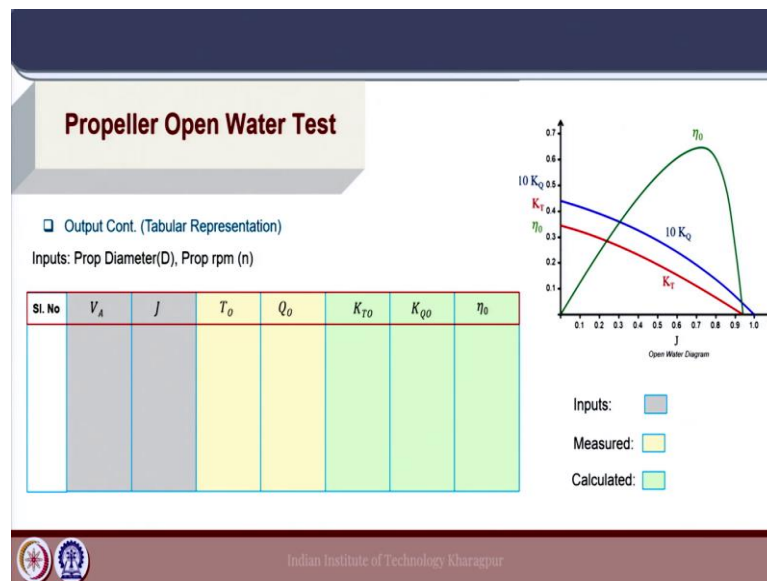 Propeller Open Water Test
Output Cont. (Tabular Representation)
Inputs: Prop Diameter(D), Prop rpm (n)
Sl. No V_A J T_O Q_O K_TO K_QO η_0
η_0
0.7
0.6
10 K_Q 0.5
K_T 0.4
η_0 0.3
0.2
0.1
10 K_Q
K_T
0.1 0.2 0.3 0.4 0.5 0.6 0.7 0.8 0.9 1.0
J
Open Water Diagram
Inputs:
Measured:
Calculated:
Indian Institute of Technology Kharagpur